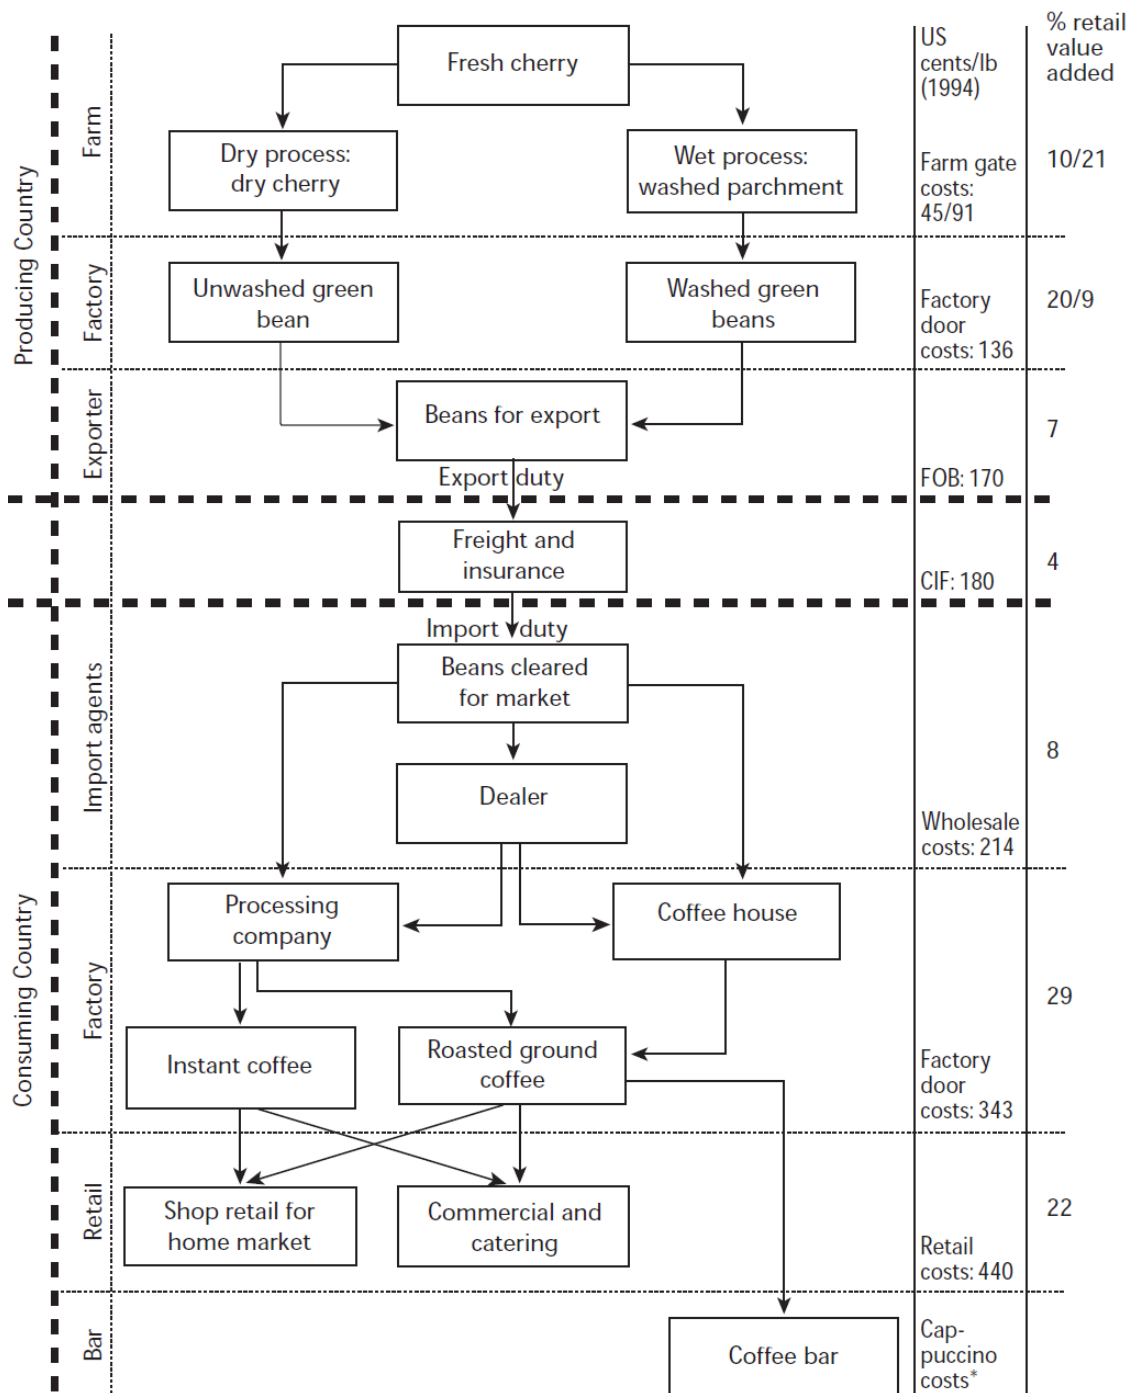 US
cents/lb
(1994)
% retail
value
added
Producing Country
Farm
Fresh cherry
Dry process:
dry cherry
Wet process:
washed parchment
Farm gate
costs:
45/91
10/21
Factory
Unwashed green
bean
Washed green
beans
Factory
door
costs: 136
20/9
Exporter
Beans for export
Export duty
FOB: 170
7
Freight and
insurance
CIF: 180
4
Consuming Country
Import agents
Import duty
Beans cleared
for market
Dealer
Wholesale
costs: 214
8
Factory
Processing
company
Coffee house
Instant coffee
Roasted ground
coffee
Factory
door
costs: 343
29
Retail
Shop retail for
home market
Commercial and
catering
Retail
costs: 440
22
Bar
Coffee bar
Cap-
puccino
costs*